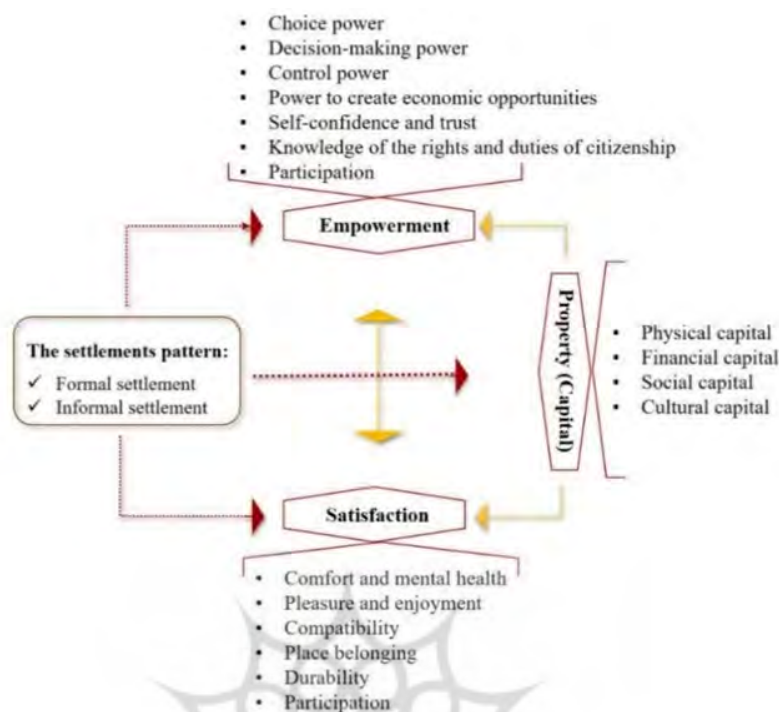 ▪ Choice power
▪ Decision-making power
▪ Control power
▪ Power to create economic opportunities
▪ Self-confidence and trust
▪ Knowledge of the rights and duties of citizenship
▪ Participation
Empowerment
The settlements pattern:
✓ Formal settlement
✓ Informal settlement
Property (Capital)
▪ Physical capital
▪ Financial capital
▪ Social capital
▪ Cultural capital
Satisfaction
▪ Comfort and mental health
▪ Pleasure and enjoyment
▪ Compatibility
▪ Place belonging
▪ Durability
▪ Participation